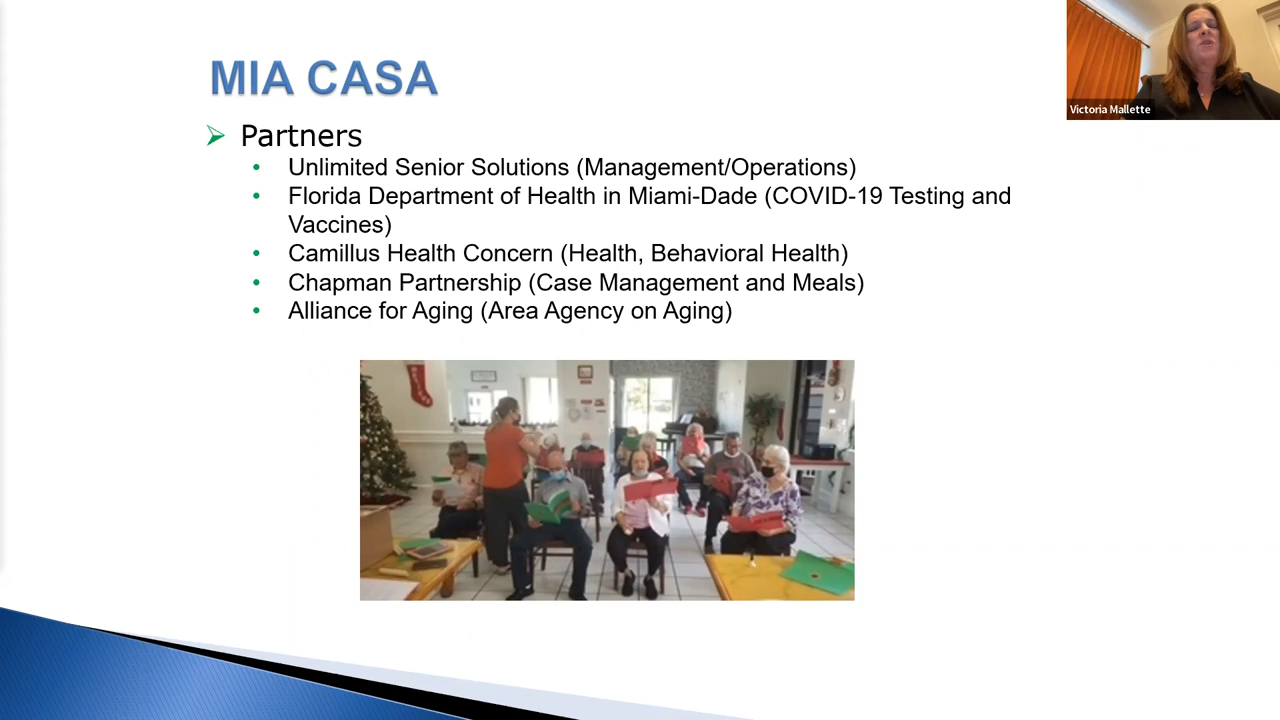 MIA CASA
Victoria Mallette
Partners
Unlimited Senior Solutions (Management/Operations)
Florida Department of Health in Miami-Dade (COVID-19 Testing and
Vaccines)
Camillus Health Concern (Health, Behavioral Health)
Chapman Partnership (Case Management and Meals)
Alliance for Aging (Area Agency on Aging)